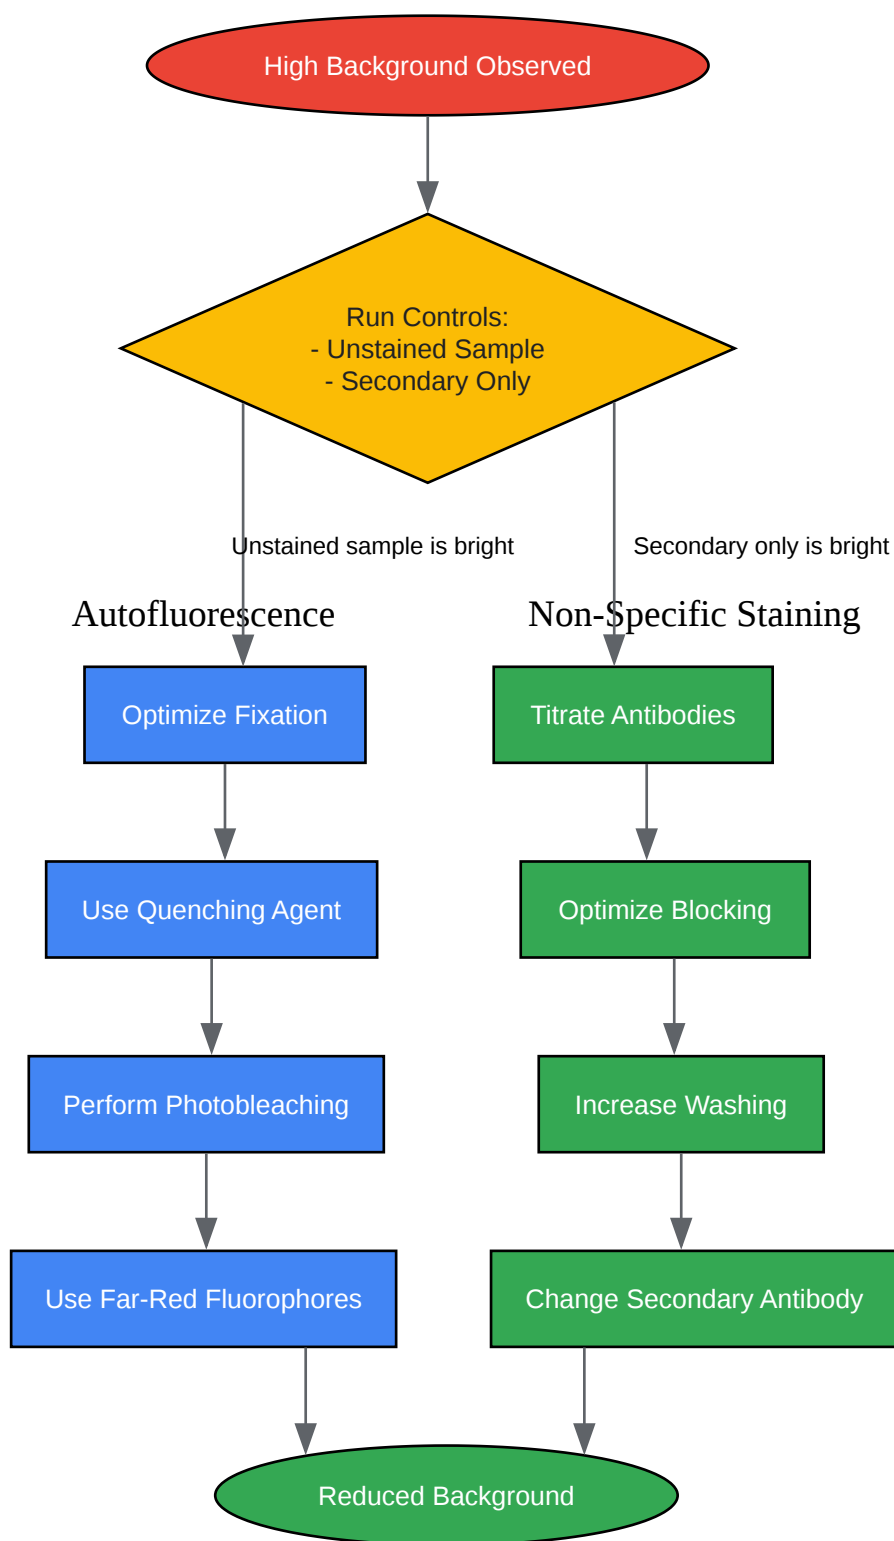 High Background Observed
Run Controls:
- Unstained Sample
- Secondary Only
Unstained sample is bright
Secondary only is bright
Autofluorescence
Non-Specific Staining
Optimize Fixation
Titrate Antibodies
Use Quenching Agent
Optimize Blocking
Perform Photobleaching
Increase Washing
Use Far-Red Fluorophores
Change Secondary Antibody
Reduced Background